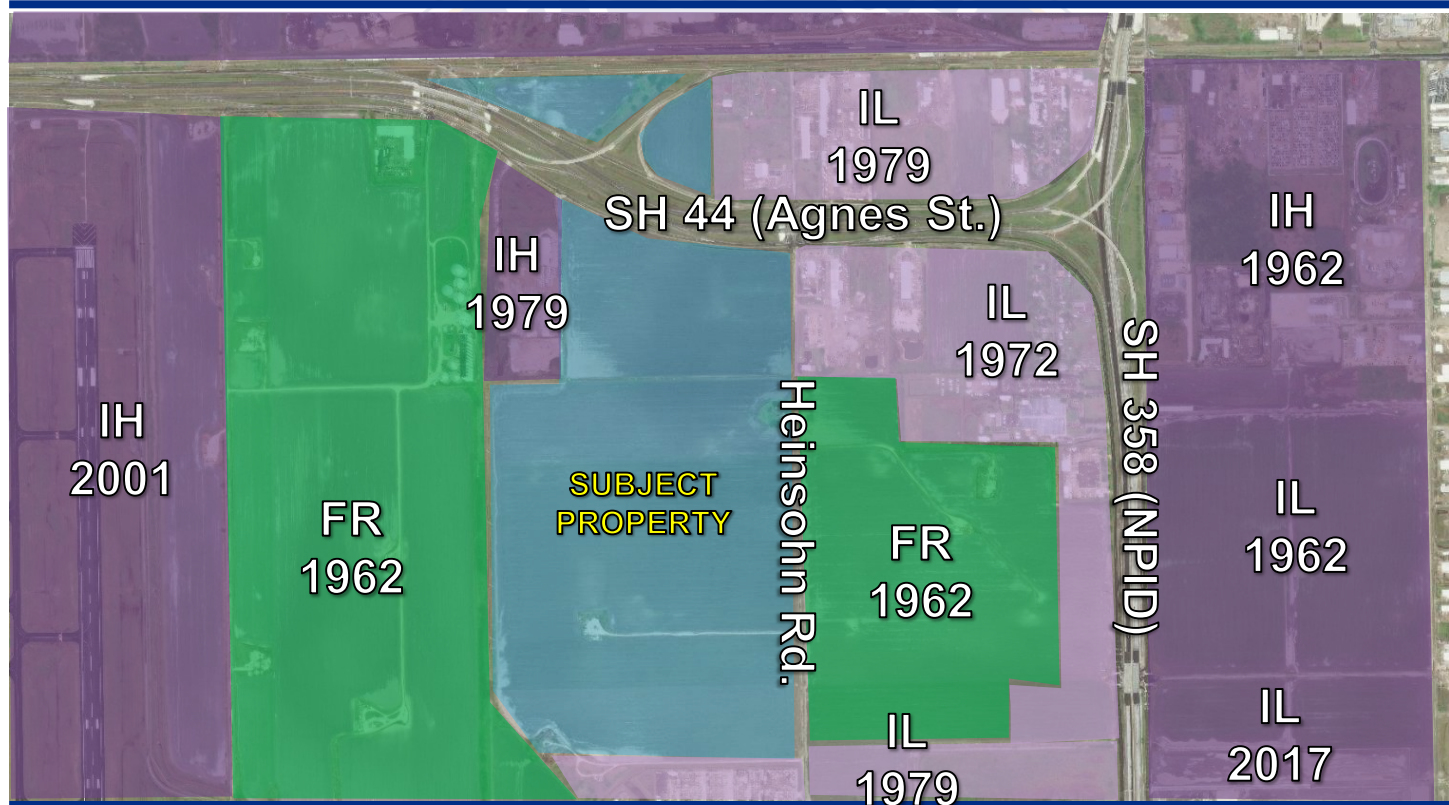 IL
1979
SH 44 (Agnes St.)
IH
1962
IH
1979
IL
1972
SH 358 (NPID)
Heinsohn Rd.
IH
2001
SUBJECT
PROPERTY
FR
1962
FR
1962
IL
1962
IL
2017
IL
1979